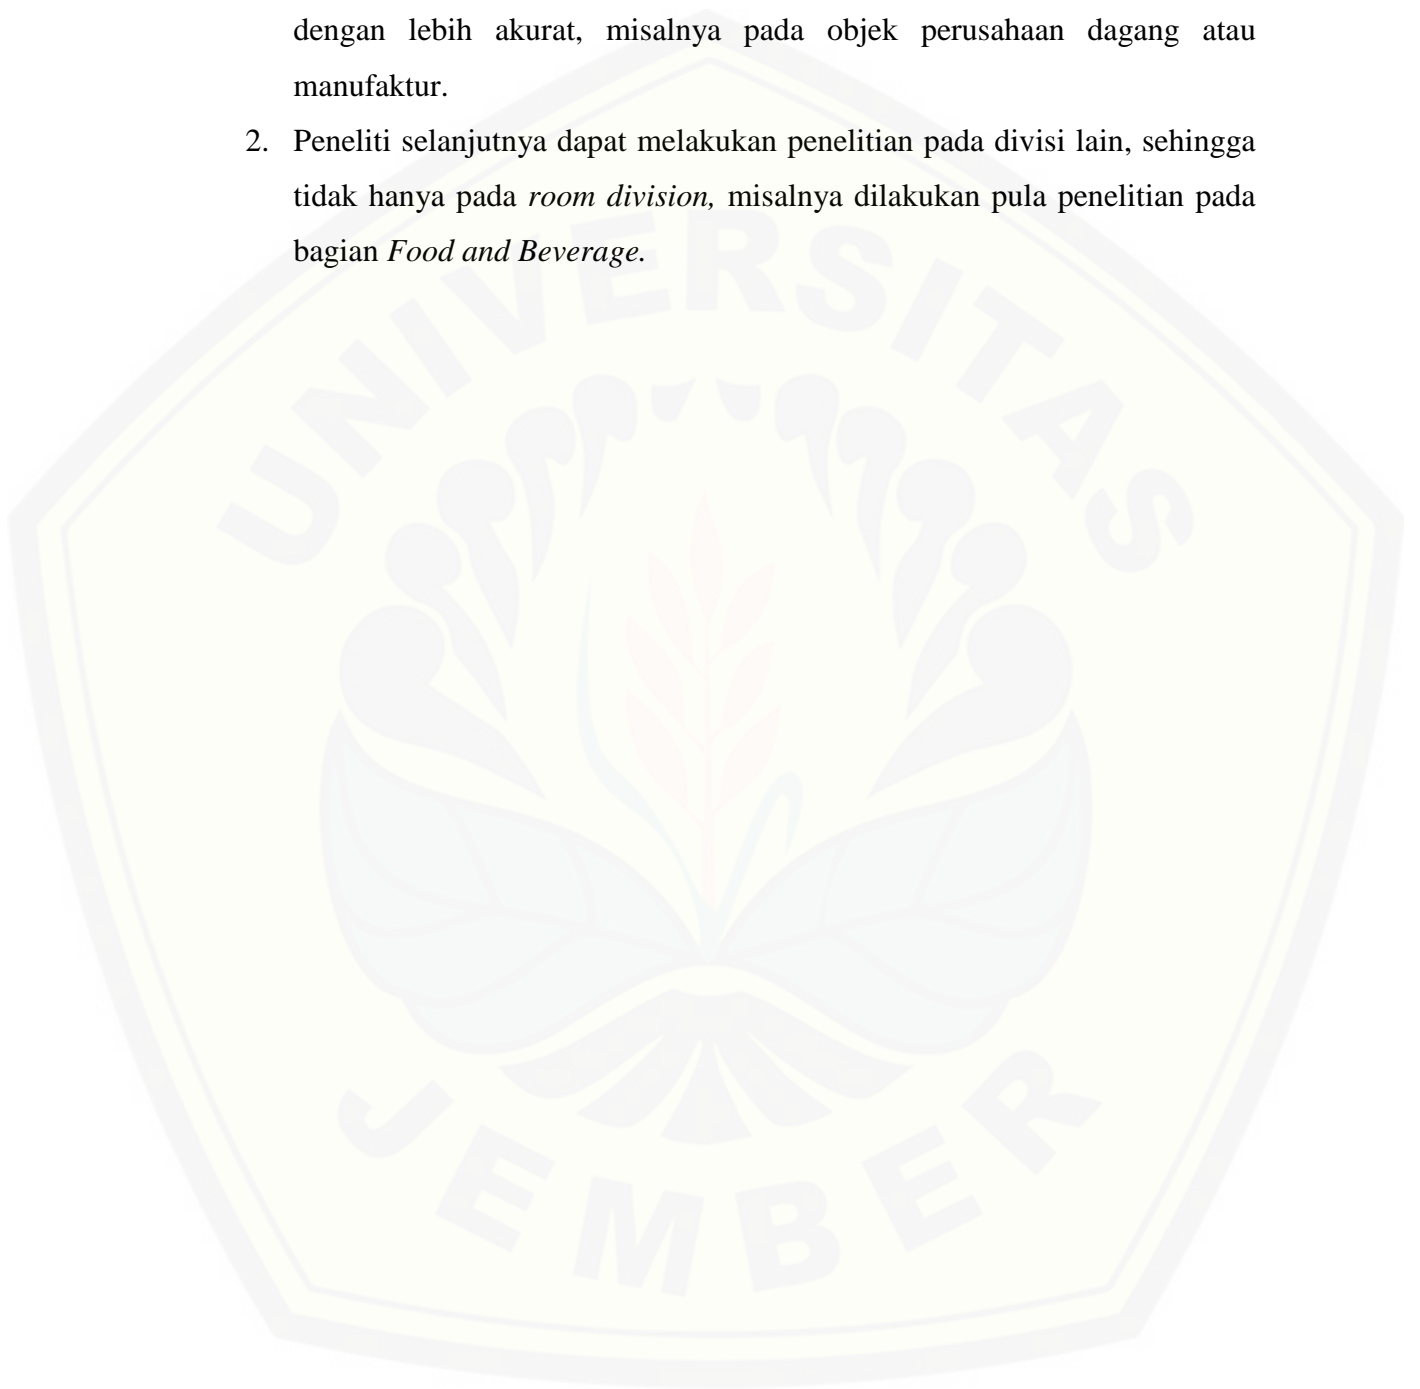 dengan lebih akurat, misalnya pada objek perusahaan dagang atau
manufaktur.
2. Peneliti selanjutnya dapat melakukan penelitian pada divisi lain, sehingga
tidak hanya pada room division, misalnya dilakukan pula penelitian pada
bagian Food and Beverage.
UNIVERSITAS
JEMBER